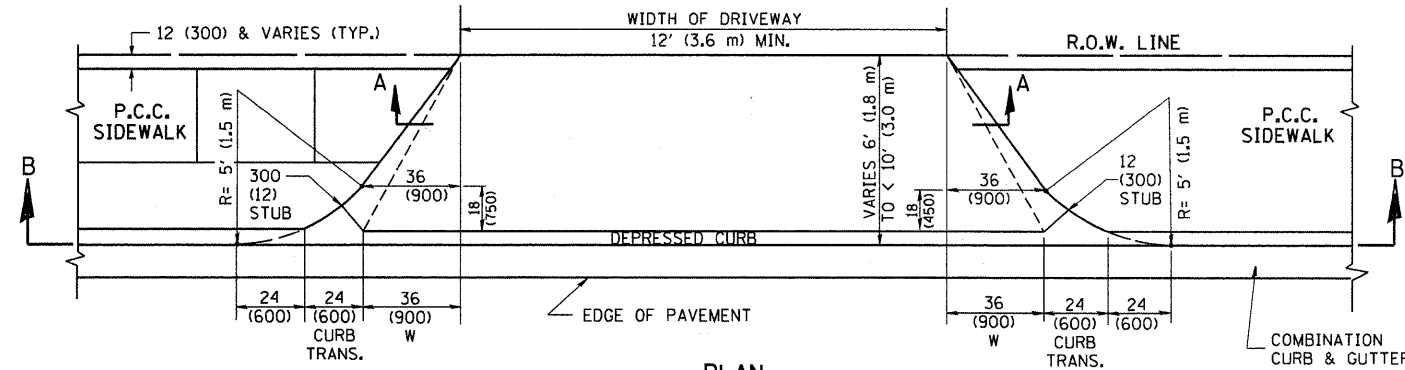 12 (300) & VARIES (TYP.)
WIDTH OF DRIVEWAY
12' (3.6 m) MIN.
R.O.W. LINE
A
A
P.C.C.
SIDEWALK
P.C.C.
SIDEWALK
B
B
R= 5' (1.5 m)
300
(12)
STUB
36
(900)
18
(750)
VARIES 6' (1.8 m)
TO < 10' (3.0 m)
36
(900)
18
(450)
12
(300)
STUB
R= 5' (1.5 m)
DEPRESSED CURB
24
(600)
24
(600)
CURB
TRANS.
36
(900)
W
EDGE OF PAVEMENT
36
(900)
W
24
(600)
CURB
TRANS.
24
(600)
COMBINATION
CURB & GUTTER
PLAN